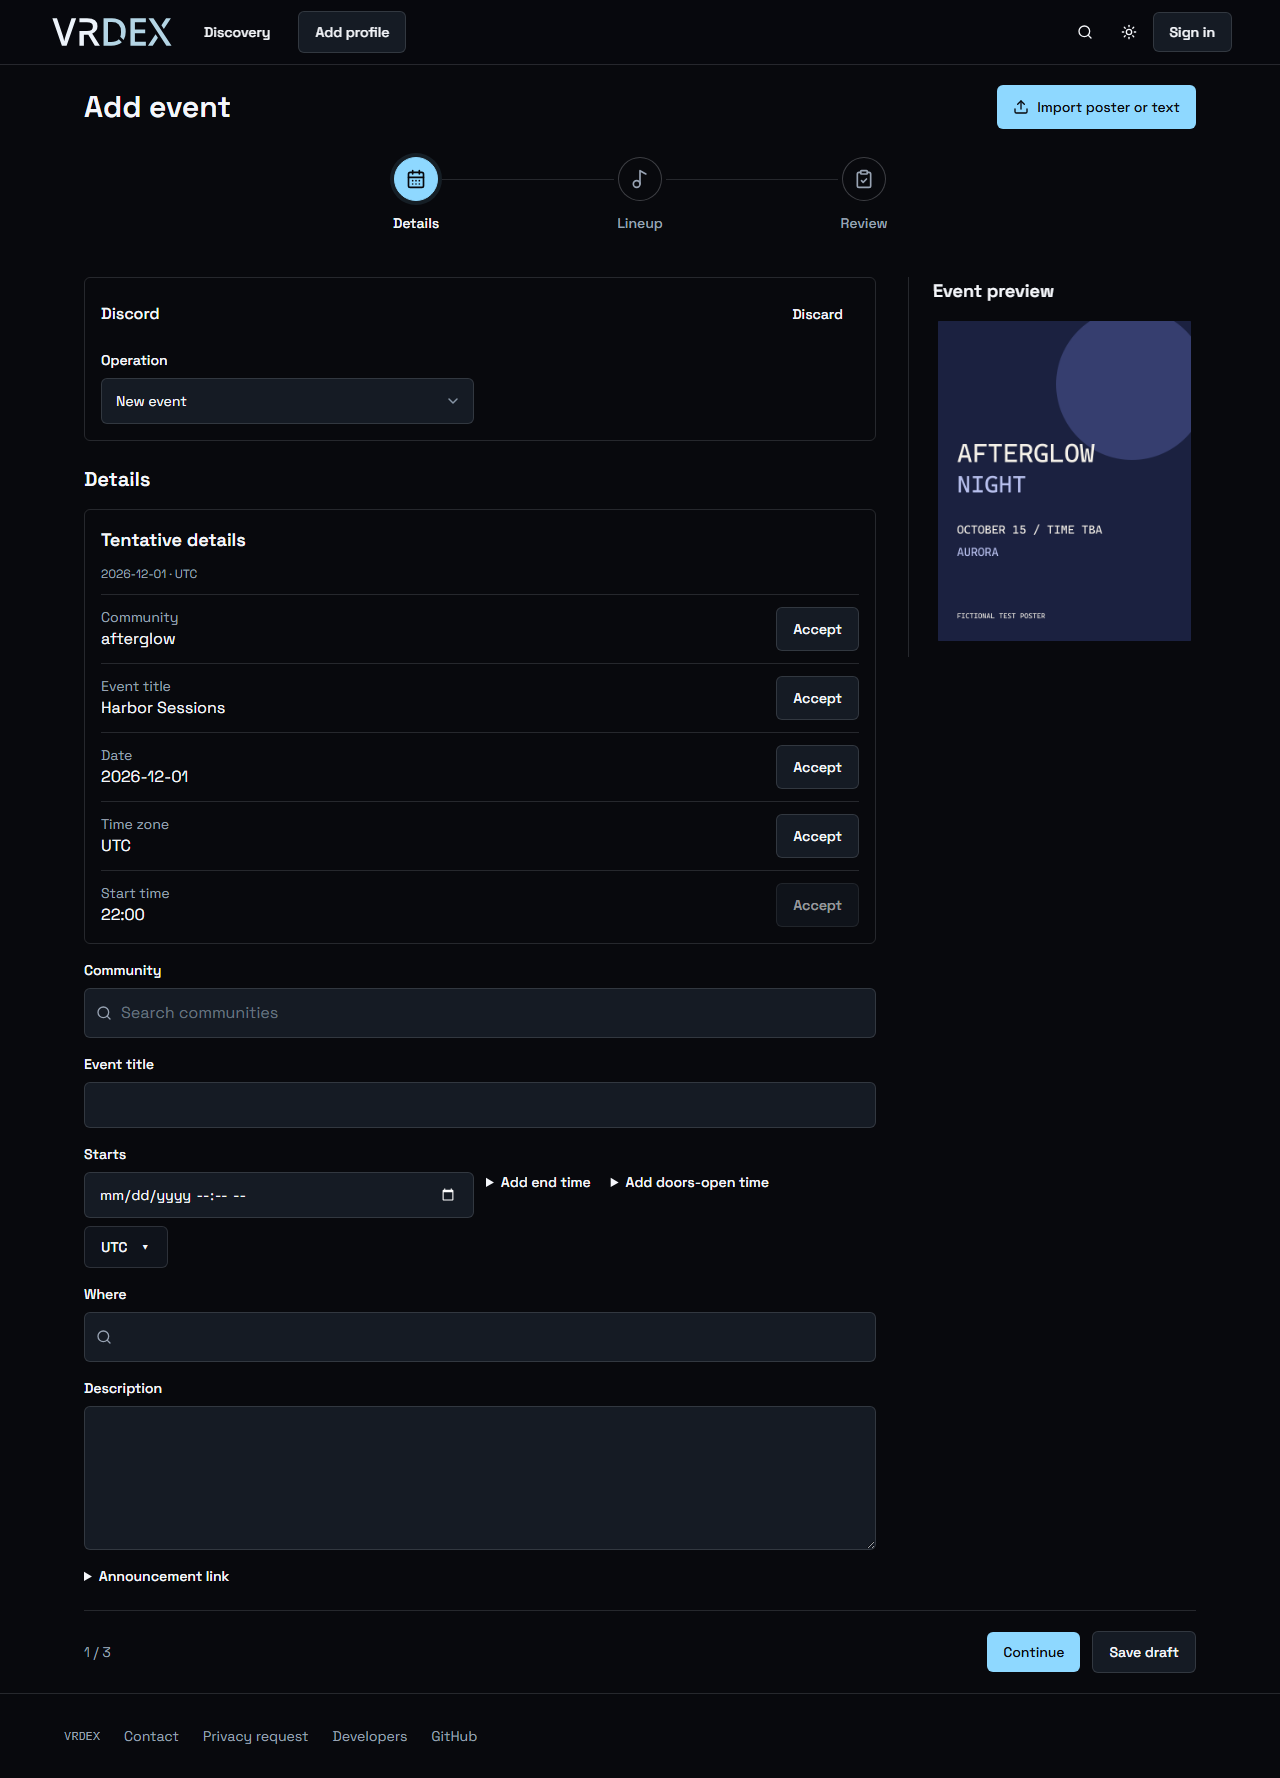 VRDEX
Discovery
Add profile
Sign in
Add event
Import poster or text
Details
Lineup
Review
Discord
Discard
Operation
New event
Event preview
AFTERGLOW
NIGHT
OCTOBER 15 / TIME TBA
AURORA
FICTIONAL TEST POSTER
Details
Tentative details
2026-12-01 · UTC
Community
afterglow
Accept
Event title
Harbor Sessions
Accept
Date
2026-12-01
Accept
Time zone
UTC
Accept
Start time
22:00
Accept
Community
Search communities
Event title
Starts
mm/dd/yyyy --:-- --
Add end time
Add doors-open time
UTC
Where
Description
Announcement link
1 / 3
Continue
Save draft
VRDEX
Contact
Privacy request
Developers
GitHub